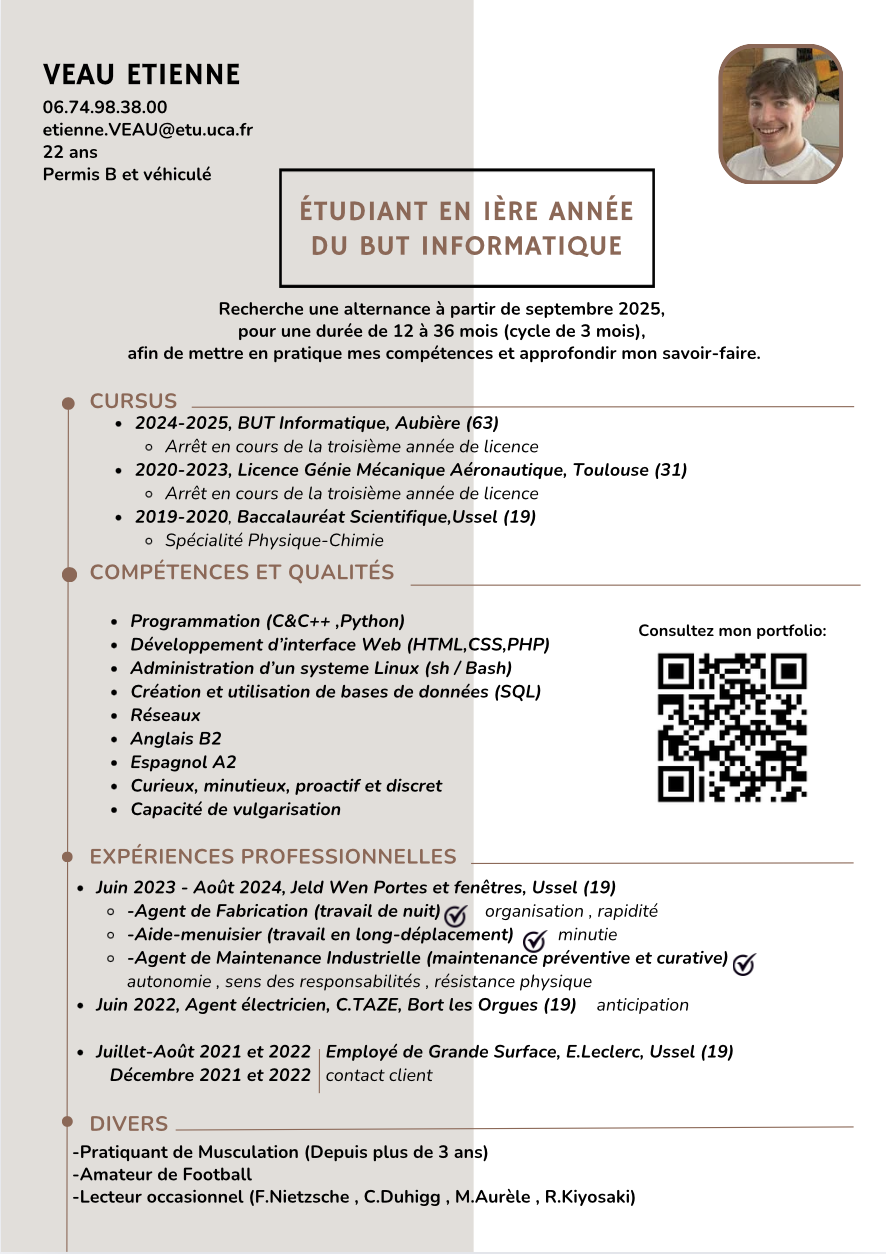 VEAU ETIENNE
06.74.98.38.00
etienne.VEAU@etu.uca.fr
22 ans
Permis B et véhiculé
ÉTUDIANT EN IÈRE ANNÉE
DU BUT INFORMATIQUE
Recherche une alternance à partir de septembre 2025,
pour une durée de 12 à 36 mois (cycle de 3 mois),
afin de mettre en pratique mes compétences et approfondir mon savoir-faire.
CURSUS
2024-2025, BUT Informatique, Aubière (63)
Arrêt en cours de la troisième année de licence
2020-2023, Licence Génie Mécanique Aéronautique, Toulouse (31)
Arrêt en cours de la troisième année de licence
2019-2020, Baccalauréat Scientifique,Ussel (19)
Spécialité Physique-Chimie
COMPÉTENCES ET QUALITÉS
Programmation (C&C++ ,Python)
Développement d'interface Web (HTML,CSS,PHP)
Administration d'un systeme Linux (sh / Bash)
Création et utilisation de bases de données (SQL)
Réseaux
Anglais B2
Espagnol A2
Curieux, minutieux, proactif et discret
Capacité de vulgarisation
Consultez mon portfolio:
EXPÉRIENCES PROFESSIONNELLES
Juin 2023 - Août 2024, Jeld Wen Portes et fenêtres, Ussel (19)
-Agent de Fabrication (travail de nuit) organisation , rapidité
-Aide-menuisier (travail en long-déplacement) minutie
-Agent de Maintenance Industrielle (maintenance préventive et curative)
autonomie , sens des responsabilités , résistance physique
Juin 2022, Agent électricien, C.TAZE, Bort les Orgues (19) anticipation
Juillet-Août 2021 et 2022 Employé de Grande Surface, E.Leclerc, Ussel (19)
Décembre 2021 et 2022 contact client
DIVERS
-Pratiquant de Musculation (Depuis plus de 3 ans)
-Amateur de Football
-Lecteur occasionnel (F.Nietzsche , C.Duhigg , M.Aurèle , R.Kiyosaki)